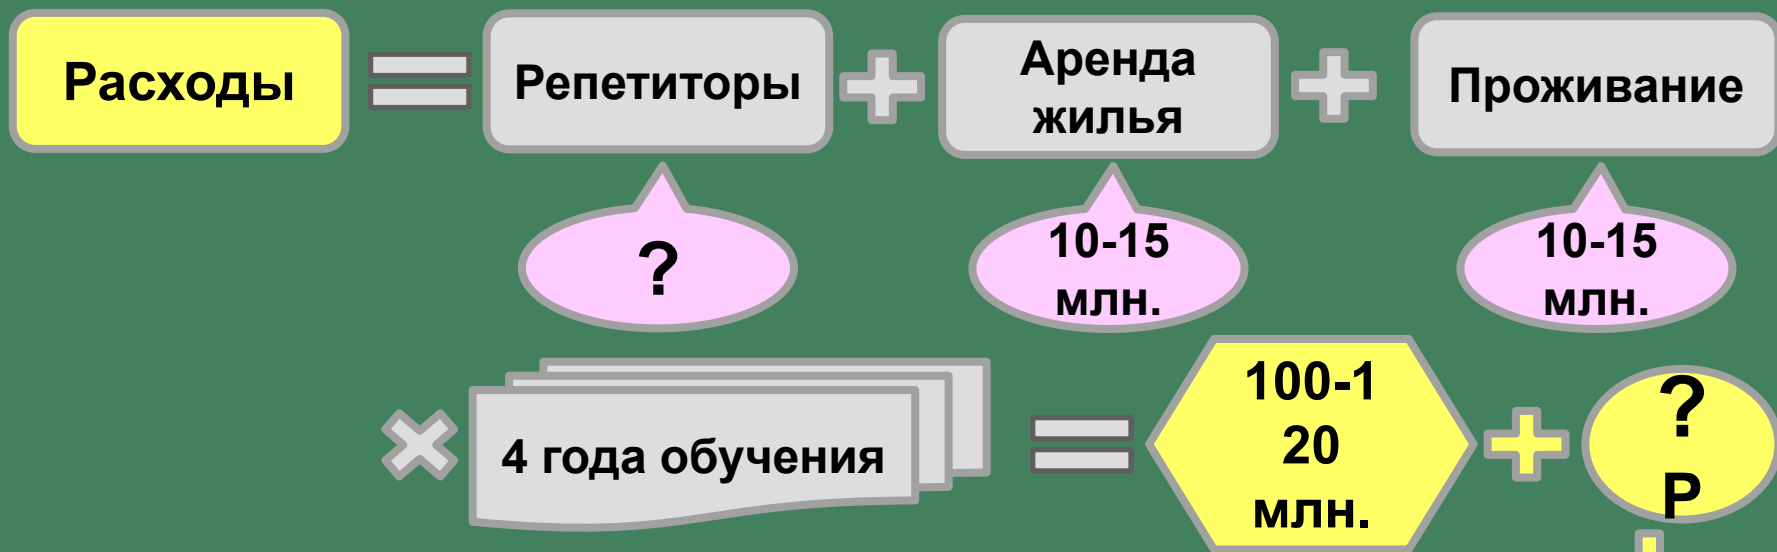 Расходы
Репетиторы
Аренда
жилья
Проживание
?
10-15
млн.
10-15
млн.
4 года обучения
100-1
20
млн.
?
Р